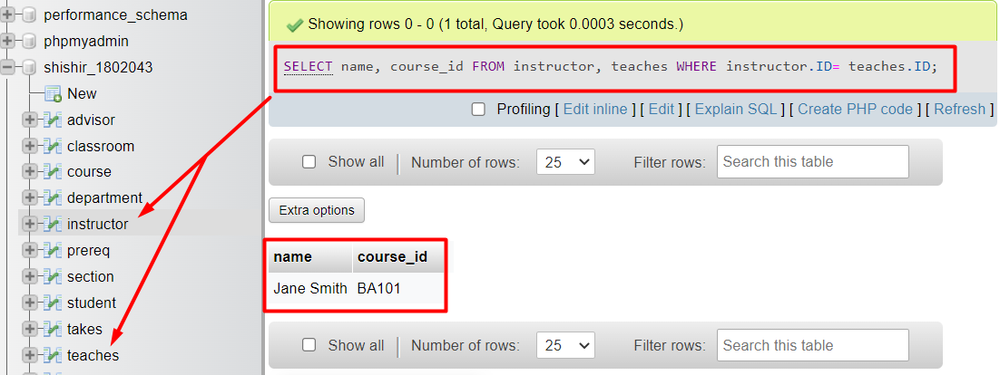 performance_schema
phpmyadmin
shishir_1802043
New
advisor
classroom
course
department
instructor
prereq
section
student
takes
teaches
Showing rows 0 - 0 (1 total, Query took 0.0003 seconds.)
SELECT name, course_id FROM instructor, teaches WHERE instructor.ID= teaches.ID;
Profiling [ Edit inline ] [ Edit ] [ Explain SQL ] [ Create PHP code ] [ Refresh ]
Show all Number of rows: 25 Filter rows: Search this table
Extra options
name course_id
Jane Smith BA101
Show all Number of rows: 25 Filter rows: Search this table